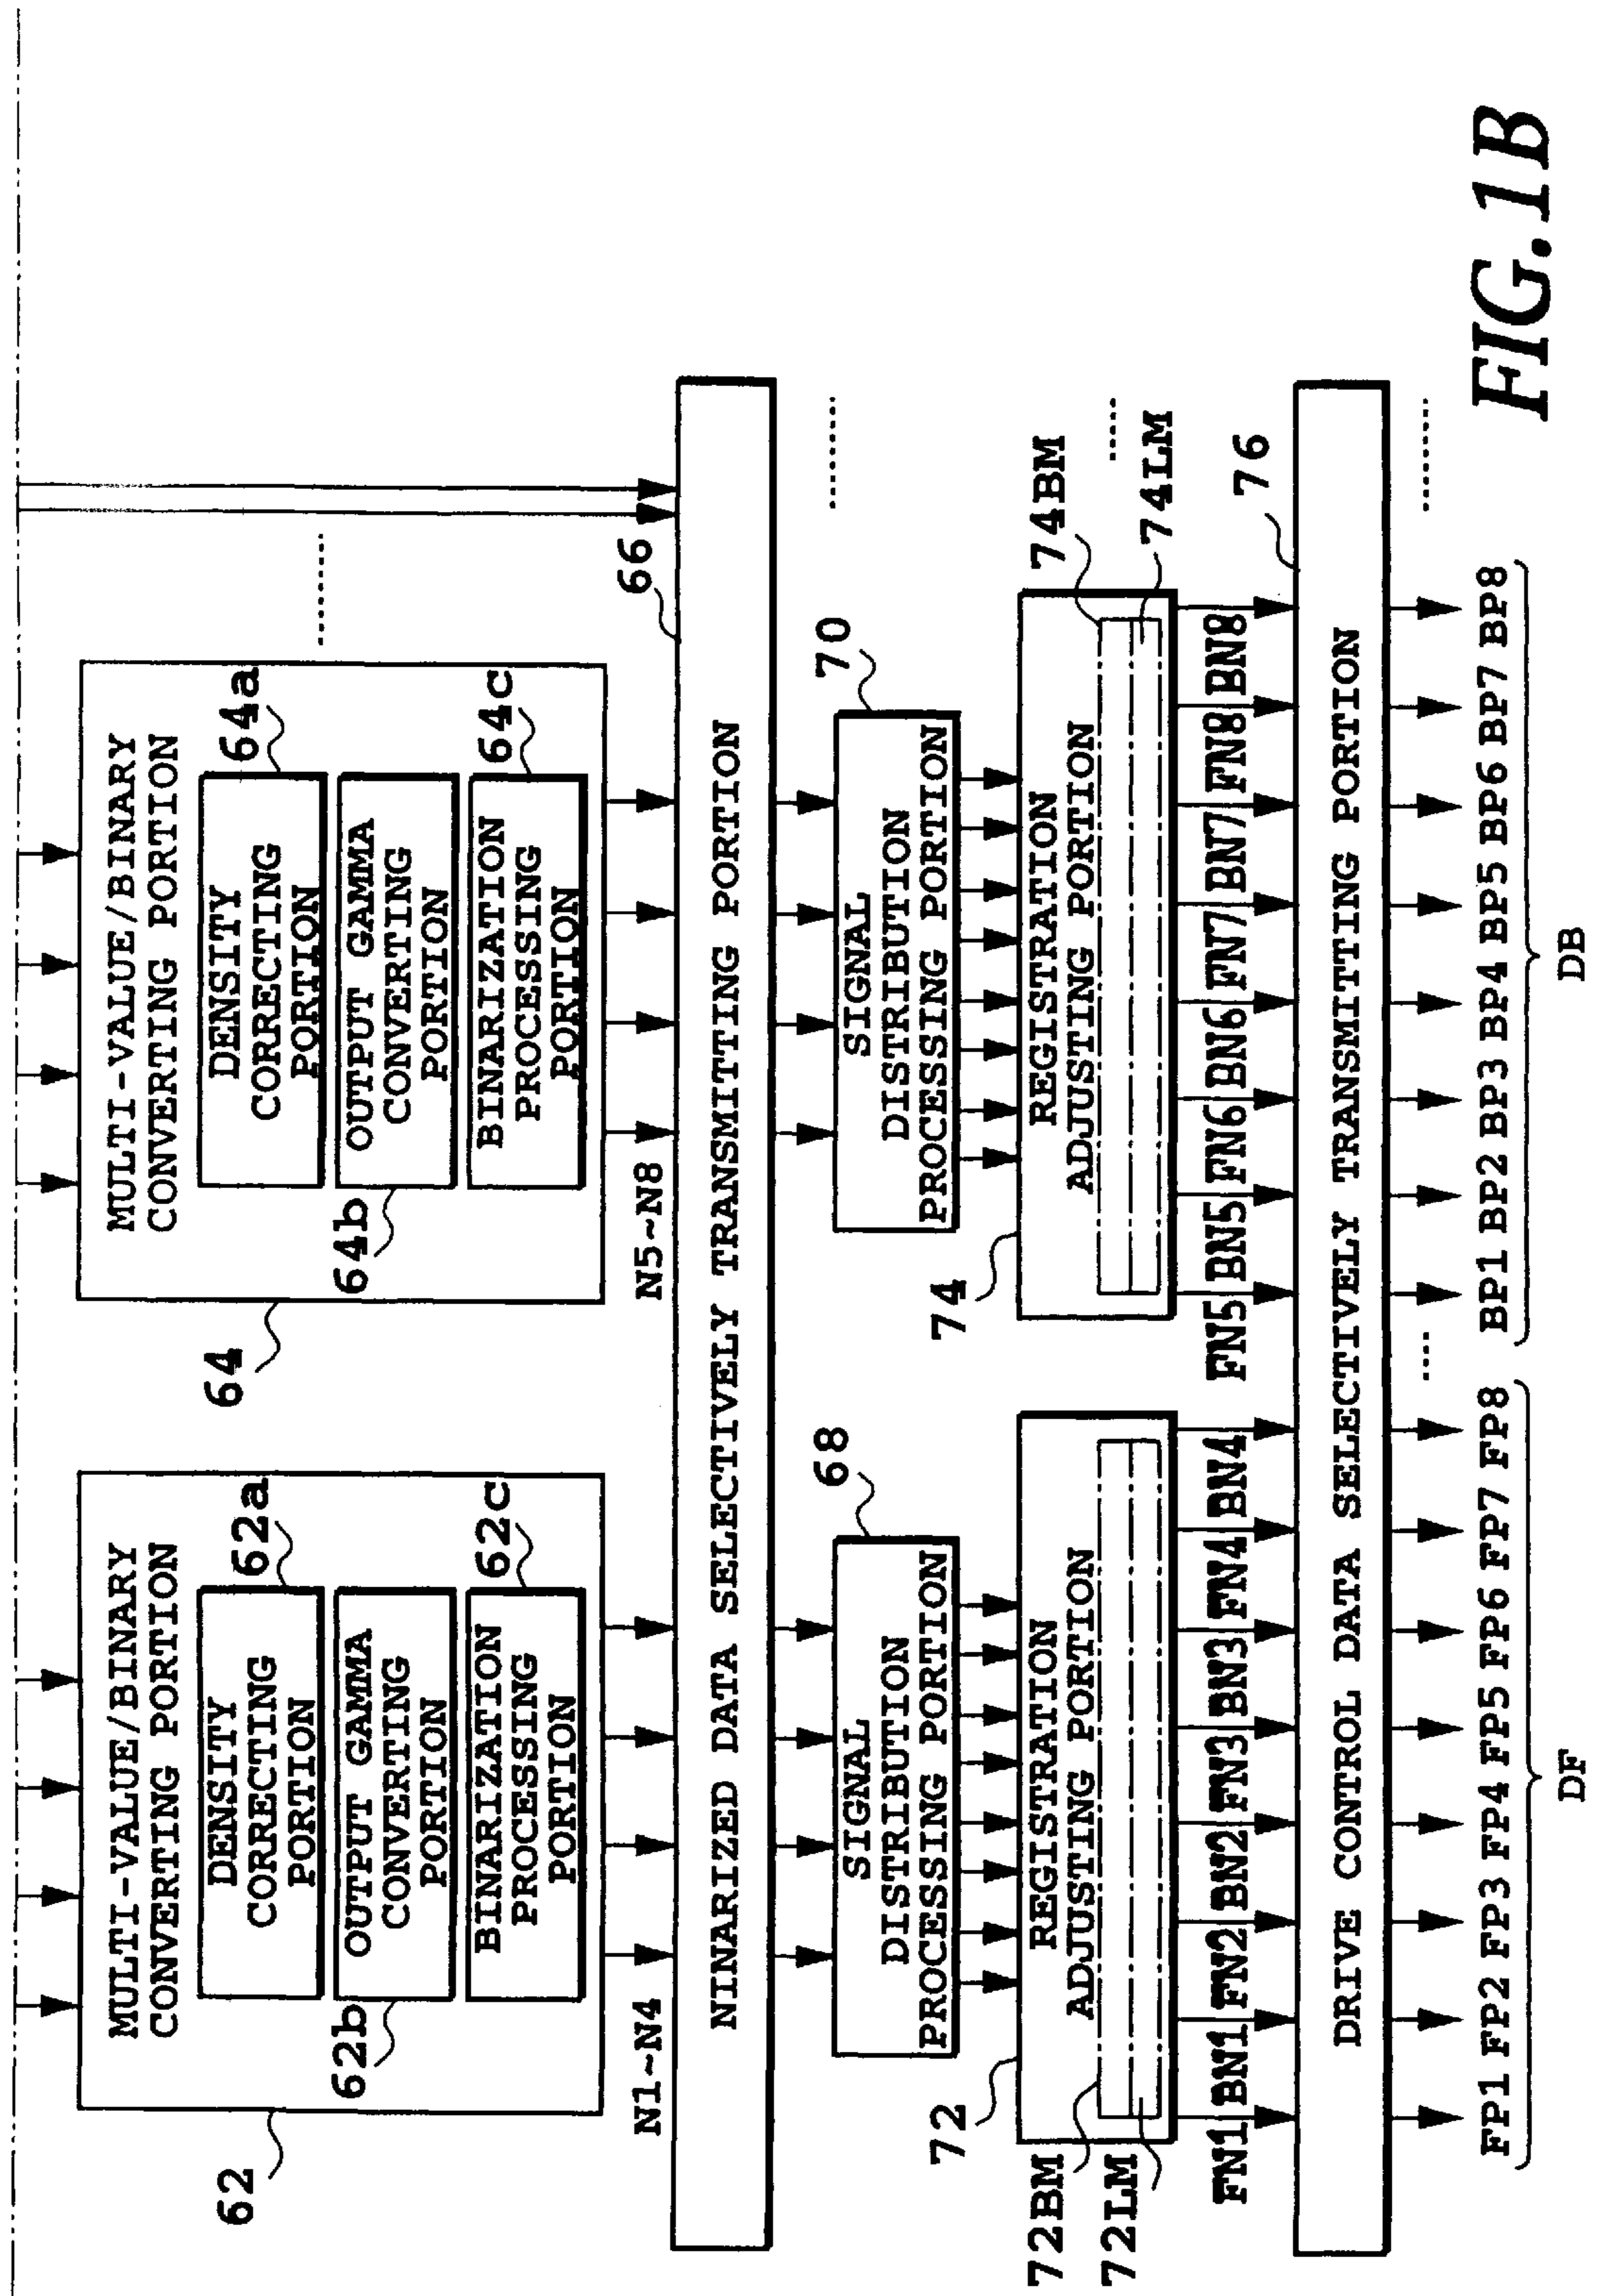 MULTI-VALUE/BINARY
CONVERTING PORTION
DENSITY
CORRECTING
PORTION
62a
OUTPUT GAMMA
CONVERTING
PORTION
62b
BINARIZATION
PROCESSING
PORTION
62c
62
MULTI-VALUE/BINARY
CONVERTING PORTION
DENSITY
CORRECTING
PORTION
64a
OUTPUT GAMMA
CONVERTING
PORTION
64b
BINARIZATION
PROCESSING
PORTION
64c
64
N1~N4
N5~N8
66
NINARIZED DATA SELECTIVELY TRANSMITTING PORTION
SIGNAL
DISTRIBUTION
PROCESSING PORTION
68
SIGNAL
DISTRIBUTION
PROCESSING PORTION
70
72
REGISTRATION
ADJUSTING PORTION
72BM
72LM
74
REGISTRATION
ADJUSTING PORTION
74BM
74LM
FN1 BN1 FN2 BN2 FN3 BN3 FN4 BN4
FN5 BN5 FN6 BN6 FN7 BN7 FN8 BN8
76
DRIVE CONTROL DATA SELECTIVELY TRANSMITTING PORTION
FP1 FP2 FP3 FP4 FP5 FP6 FP7 FP8
BP1 BP2 BP3 BP4 BP5 BP6 BP7 BP8
DF
DB
FIG.1B